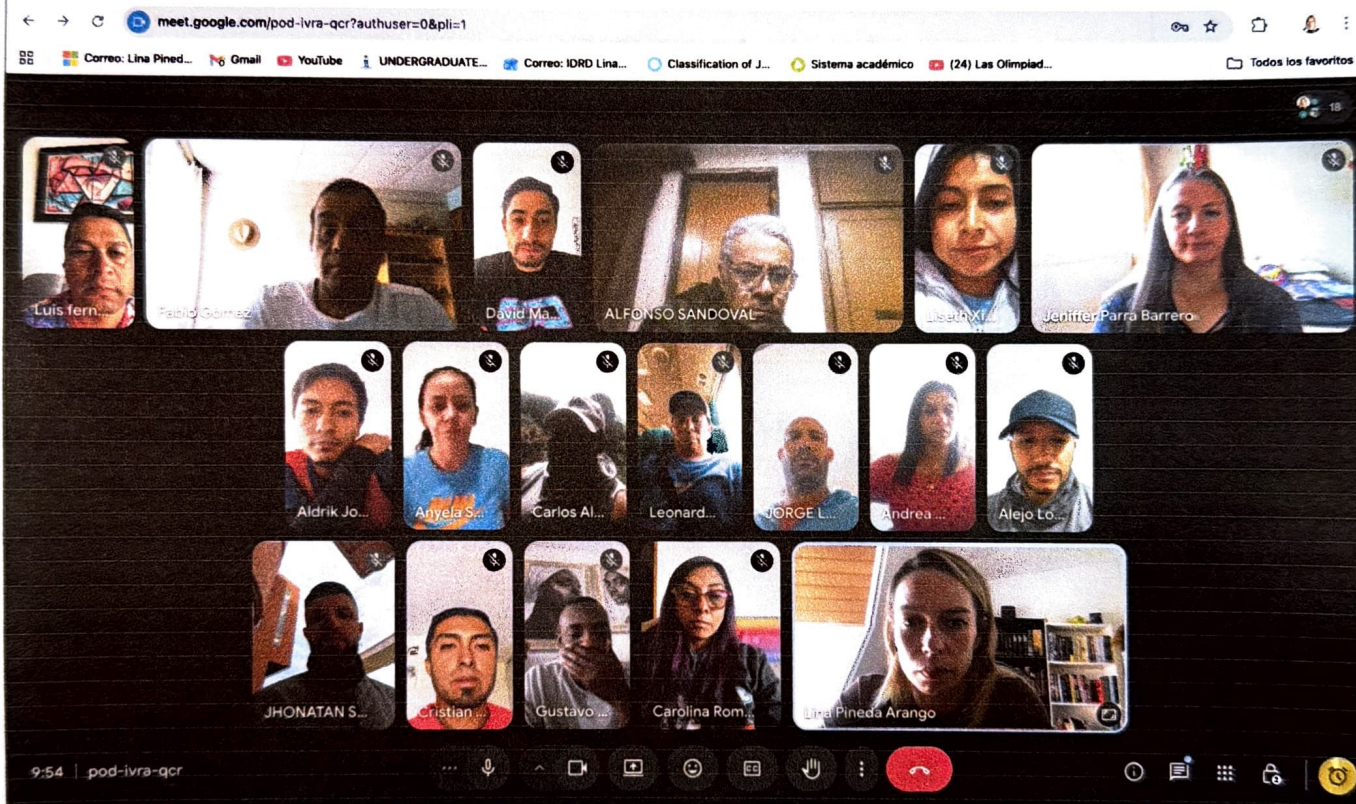 meet.google.com/pod-ivra-qcr?authuser=0&pli=1
Correo: Lina Pined... Gmail YouTube UNDERGRADUATE... Correo: IDRD Lina... Classification of J... Sistema académico (24) Las Olimpiad... Todos los favoritos
18
Luis fern... Fabio Gomez David Ma... ALFONSO SANDOVAL Liseth Xi... Jeniffer Parra Barrero
Aldrik Jo... Anyela S... Carlos Al... Leonard... JORGE L... Andrea ... Alejo Lo...
JHONATAN S... Cristian ... Gustavo ... Carolina Rom... Lina Pineda Arango
9:54 | pod-ivra-qcr
CC